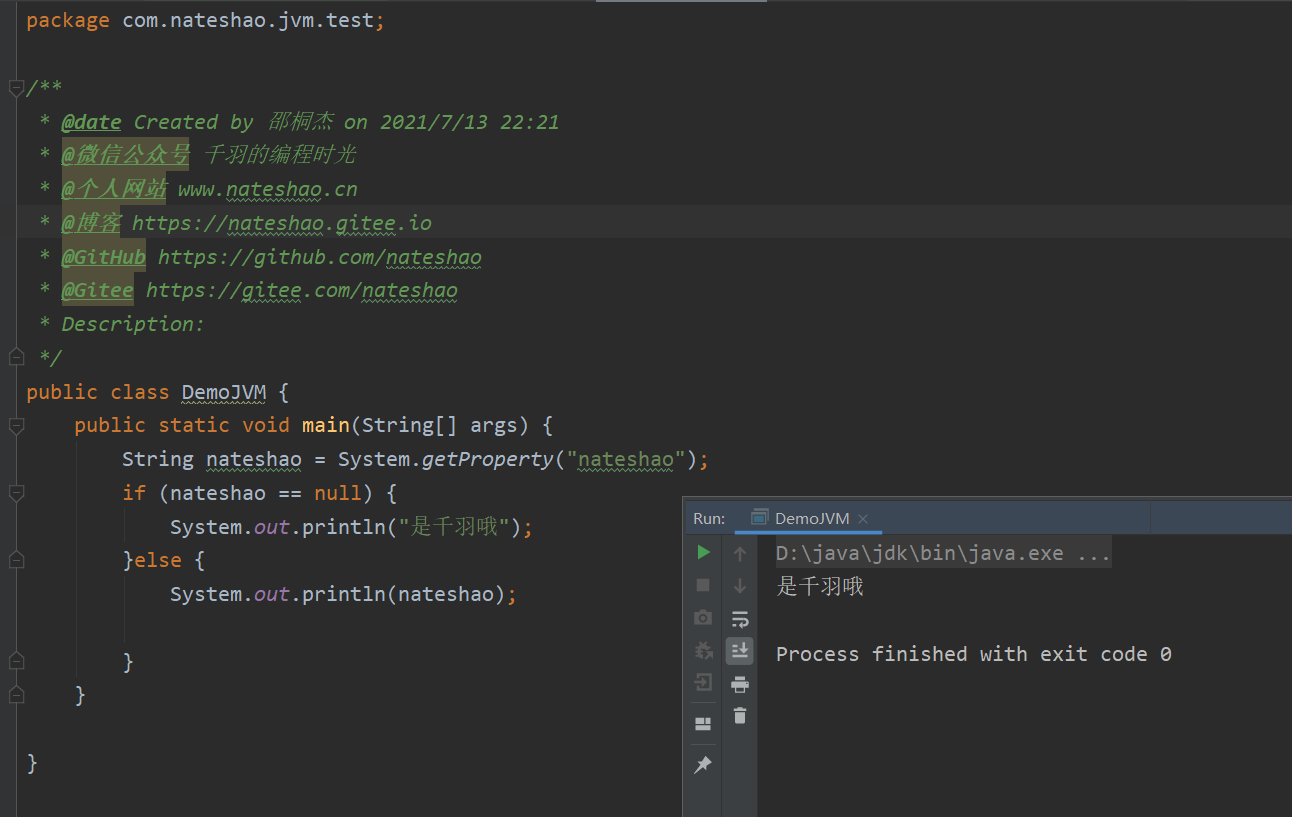 package com.nateshao.jvm.test;
/**
* @date Created by 邵桐杰 on 2021/7/13 22:21
* @微信公众号 千羽的编程时光
* @个人网站 www.nateshao.cn
* @博客 https://nateshao.gitee.io
* @GitHub https://github.com/nateshao
* @Gitee https://gitee.com/nateshao
* Description:
*/
public class DemoJVM {
public static void main(String[] args) {
String nateshao = System.getProperty("nateshao");
if (nateshao == null) {
System.out.println("是千羽哦");
}else {
System.out.println(nateshao);
}
}
}
Run: DemoJVM
D:\java\jdk\bin\java.exe ...
是千羽哦
Process finished with exit code 0